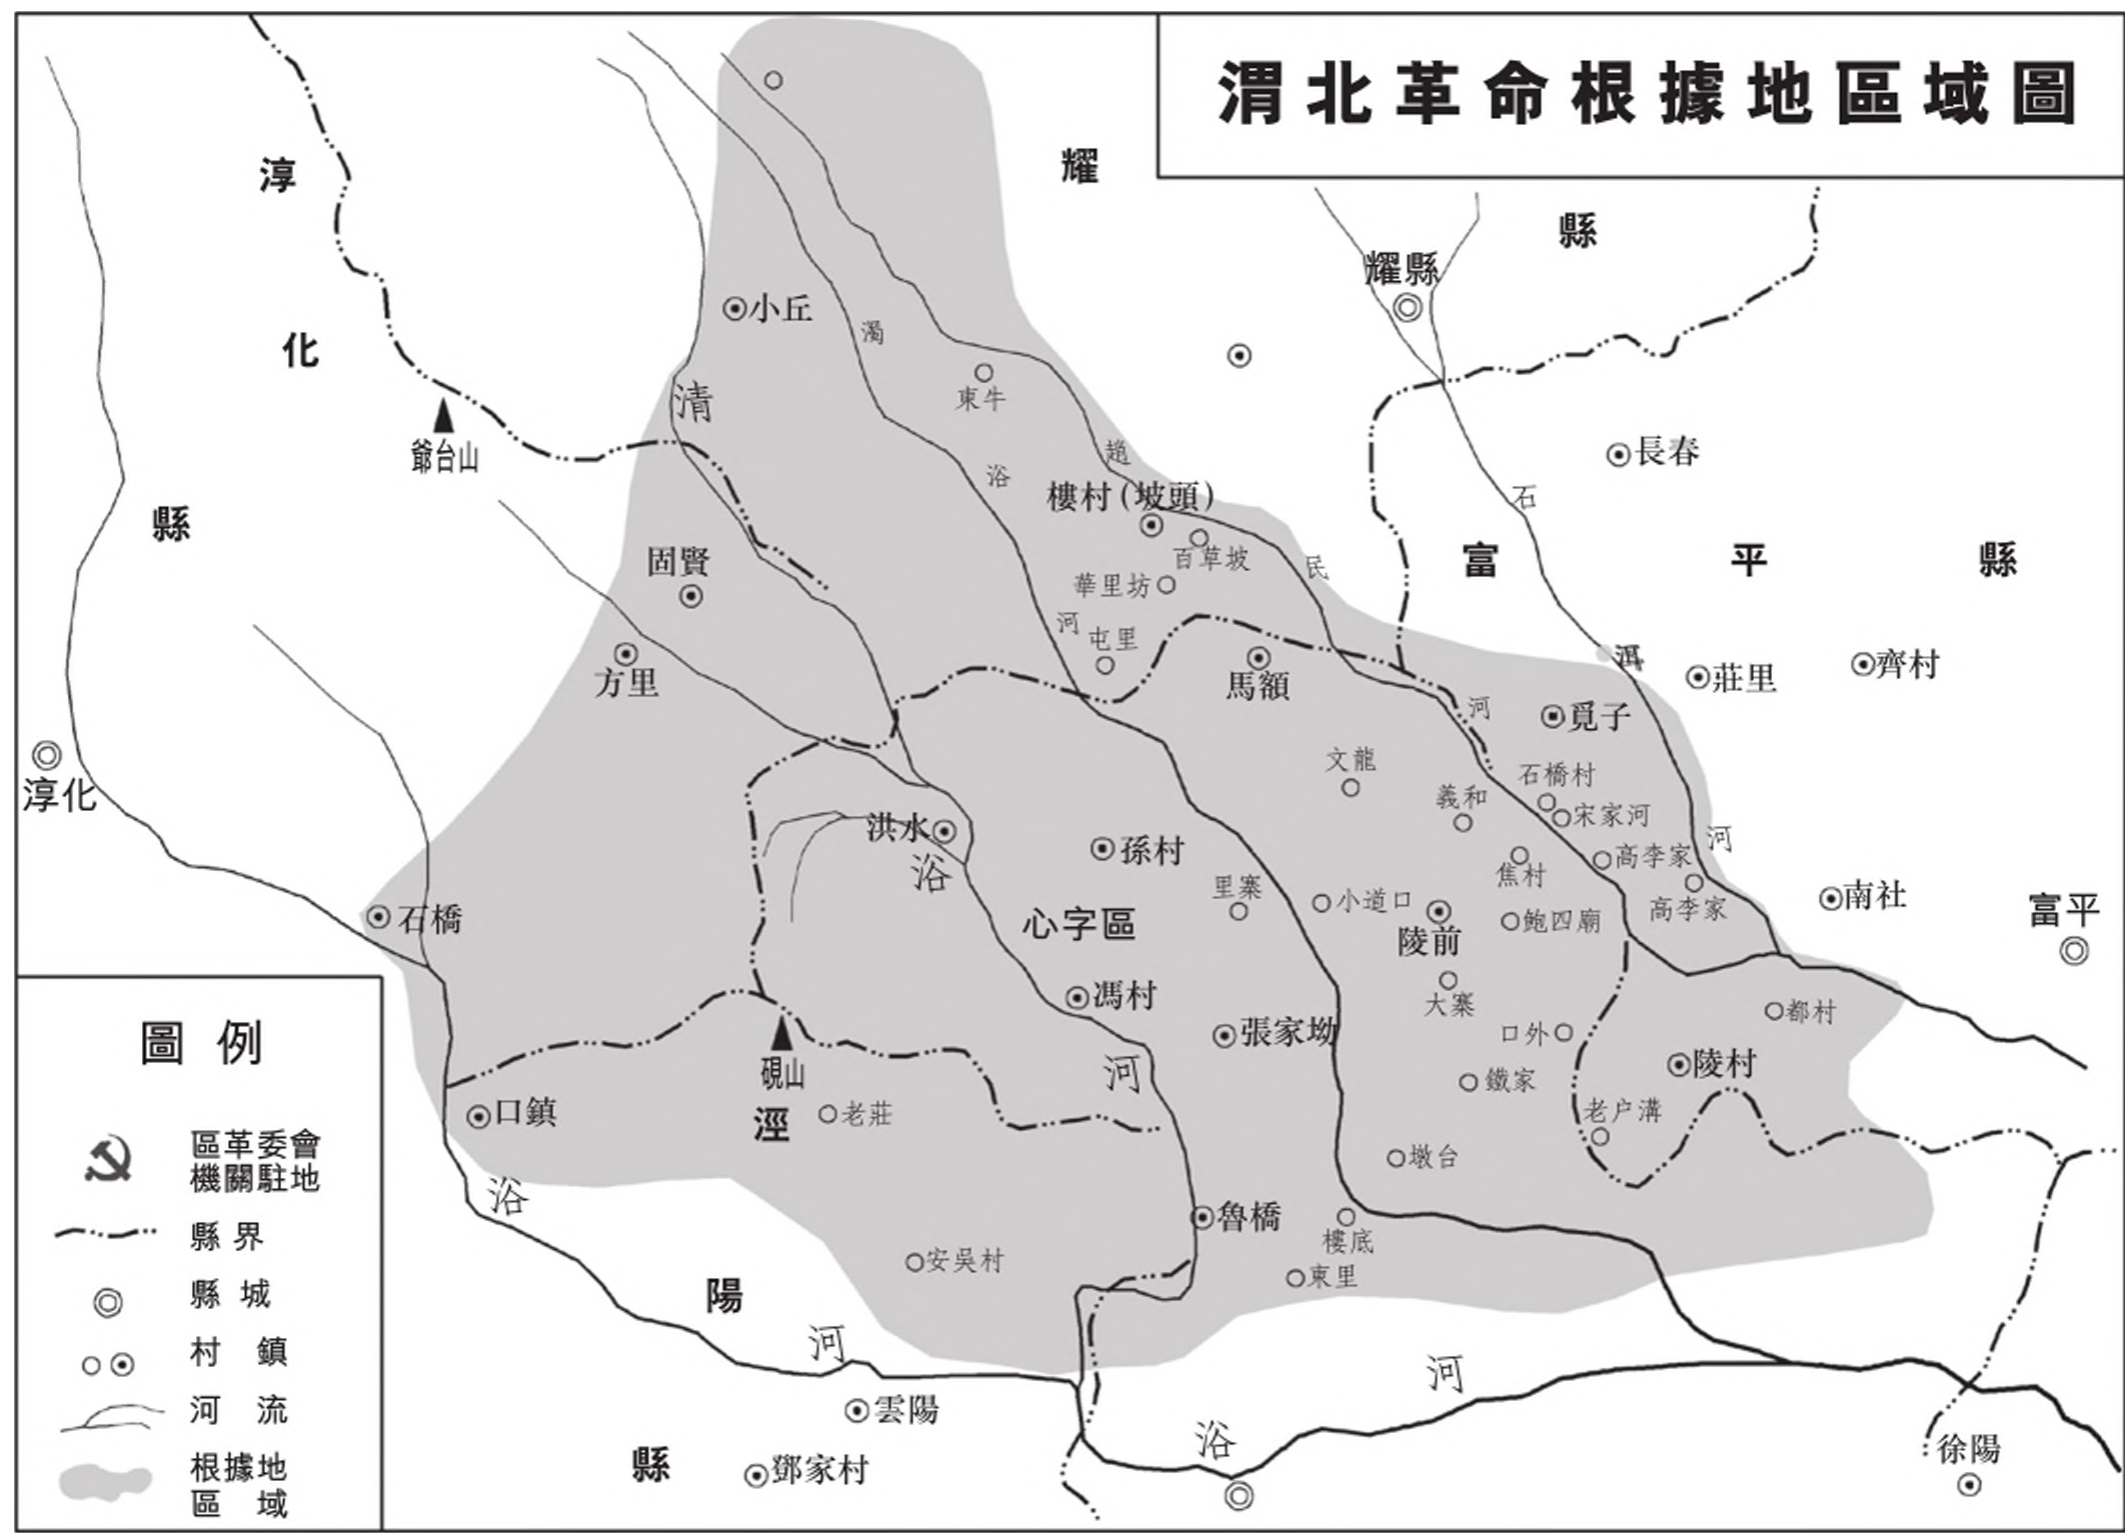 渭北革命根據地區域圖
淳
化
縣
耀
縣
耀縣
小丘
濁
清
東牛
爺台山
長春
浴
趙
樓村(坡頭)
石
百草坡
華里坊
民
富
平
縣
固賢
河
屯里
方里
馬額
莊里
齊村
覓子
河
文龍
石橋村
義和
宋家河
淳化
洪水
孫村
浴
里寨
焦村
高李家
河
小道口
陵前
鮑四廟
高李家
南社
富平
石橋
心字區
大寨
馮村
張家坳
口外
都村
硯山
河
鐵家
陵村
口鎮
涇
老莊
老户溝
墩台
浴
魯橋
樓底
安吳村
東里
陽
河
河
雲陽
浴
徐陽
縣
鄧家村
圖 例
區革委會
機關駐地
縣界
縣城
村鎮
河流
根據地
區域